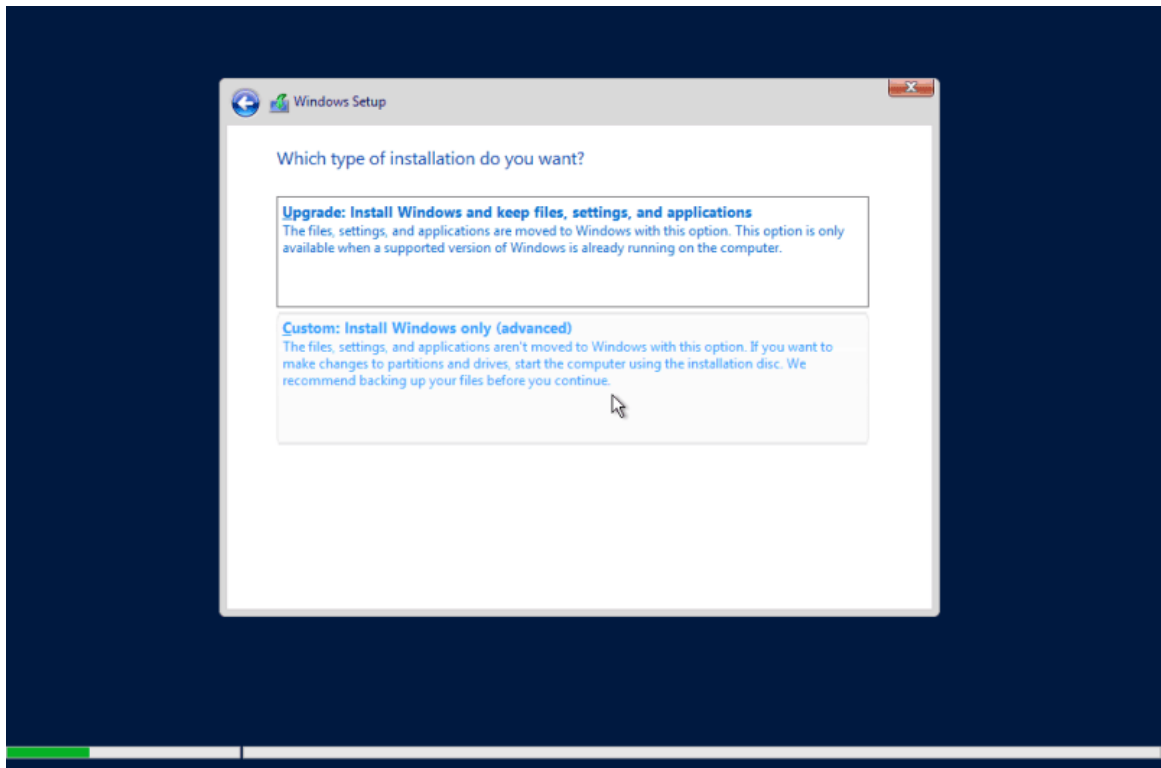 Windows Setup
Which type of installation do you want?
Upgrade: Install Windows and keep files, settings, and applications
The files, settings, and applications are moved to Windows with this option. This option is only
available when a supported version of Windows is already running on the computer.
Custom: Install Windows only (advanced)
The files, settings, and applications aren't moved to Windows with this option. If you want to
make changes to partitions and drives, start the computer using the installation disc. We
recommend backing up your files before you continue.